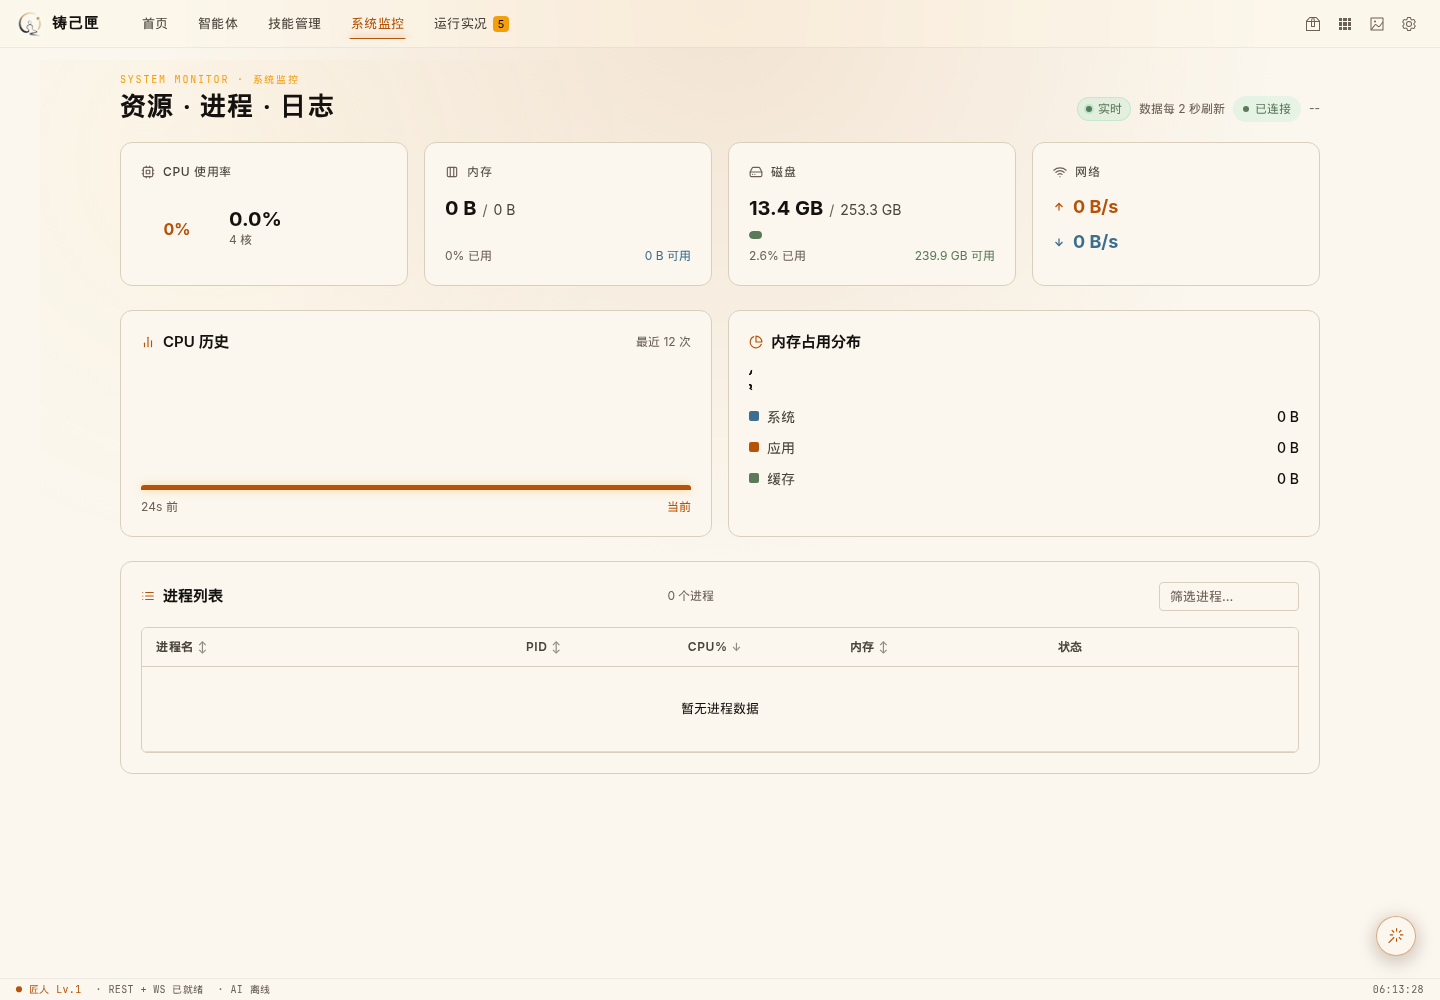 铸己匣 首页 智能体 技能管理 系统监控 运行实况 5
SYSTEM MONITOR · 系统监控
资源 · 进程 · 日志
实时 数据每 2 秒刷新 已连接 --
CPU 使用率
0%
0.0%
4 核
内存
0 B / 0 B
0% 已用 0 B 可用
磁盘
13.4 GB / 253.3 GB
2.6% 已用 239.9 GB 可用
网络
↑ 0 B/s
↓ 0 B/s
CPU 历史 最近 12 次
24s 前 当前
内存占用分布
系统 0 B
应用 0 B
缓存 0 B
进程列表 0 个进程 筛选进程...
进程名 ↕ PID ↕ CPU% ↓ 内存 ↕ 状态
暂无进程数据
匠人 Lv.1 · REST + WS 已就绪 · AI 离线 06:13:28